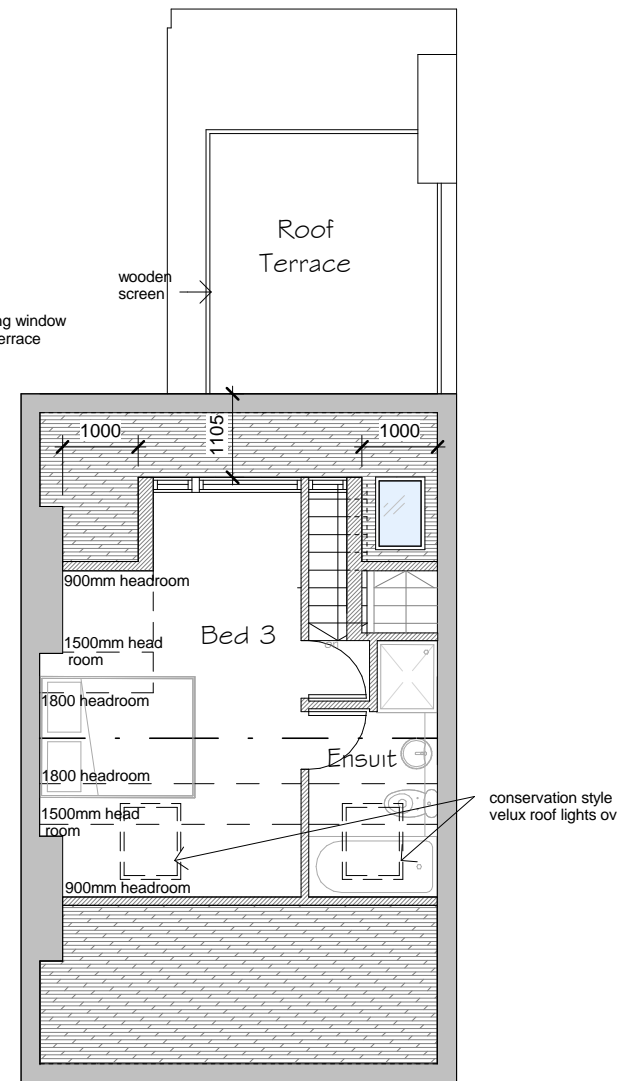 Roof
Terrace
wooden
screen
ng window
errace
1000
1105
1000
900mm headroom
Bed 3
1500mm head
room
1800 headroom
Ensuit
1800 headroom
1500mm head
room
conservation style
velux roof lights ov
900mm headroom